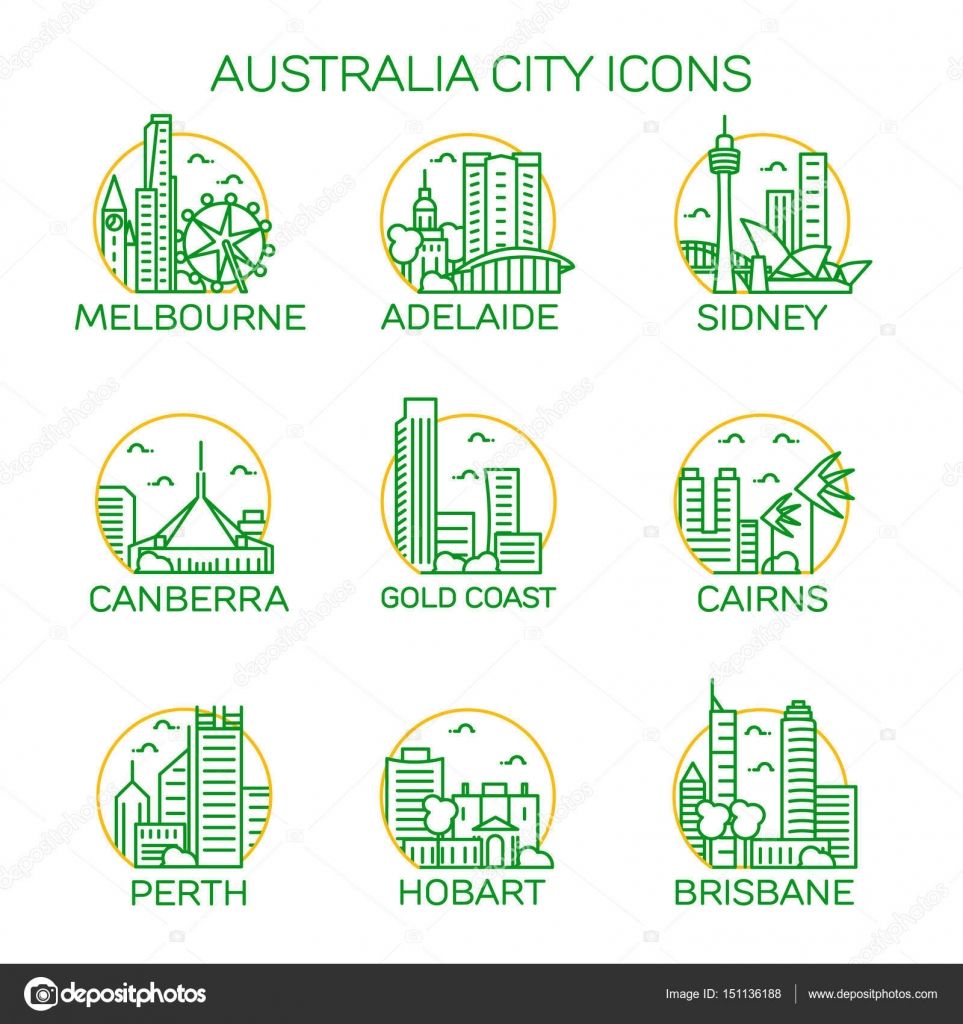 AUSTRALIA CITY ICONS
MELBOURNE
ADELAIDE
SIDNEY
CANBERRA
GOLD COAST
CAIRNS
PERTH
HOBART
BRISBANE
depositphotos
Image ID: 151136188
www.depositphotos.com